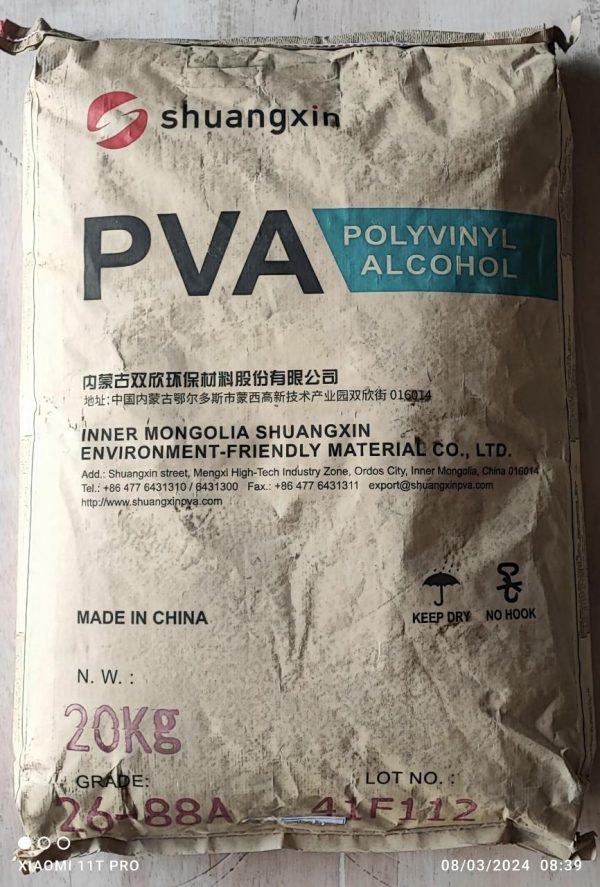 shuangxin
PVA
POLYVINYL
ALCOHOL
内蒙古双欣环保材料股份有限公司
地址:中国内蒙古鄂尔多斯市蒙西高新技术产业园双欣街 016014
INNER MONGOLIA SHUANGXIN
ENVIRONMENT-FRIENDLY MATERIAL CO., LTD.
Add.: Shuangxin street, Mengxi High-Tech Industry Zone, Ordos City, Inner Mongolia, China 016014
Tel.: +86 477 6431310 / 6431300 Fax.: +86 477 6431311 export@shuangxinpva.com
http://www.shuangxinpva.com
KEEP DRY NO HOOK
MADE IN CHINA
N. W. :
20Kg
GRADE: LOT NO. :
26-88A 41F112
XIAOMI 11T PRO 08/03/2024 08:39